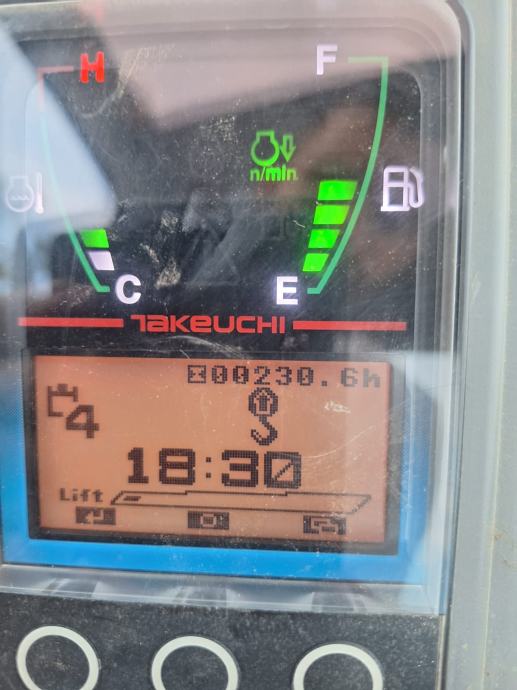 H
F
n/min
C
E
TAKEUCHI
00230.6h
4
18:30
Lift